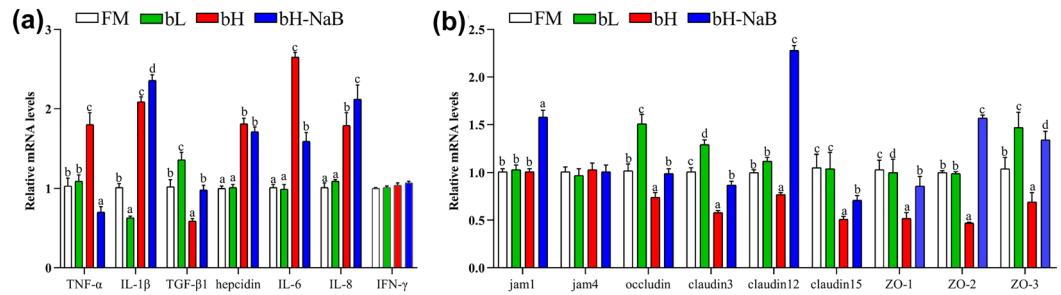 (a)
FM bL bH bH-NaB
Relative mRNA levels
3
2
1
0
b b c a
b a c d
b c a b
a a b b
a a c b
a a b b
TNF-α IL-1β TGF-β1 hepcidin IL-6 IL-8 IFN-γ
(b)
FM bL bH bH-NaB
Relative mRNA levels
2.5
2.0
1.5
1.0
0.5
0.0
b b b a
b c a b
c d a b
b b a c
c c a b
c b a b
b b a c
b c a d
jam1 jam4 occludin claudin3 claudin12 claudin15 ZO-1 ZO-2 ZO-3